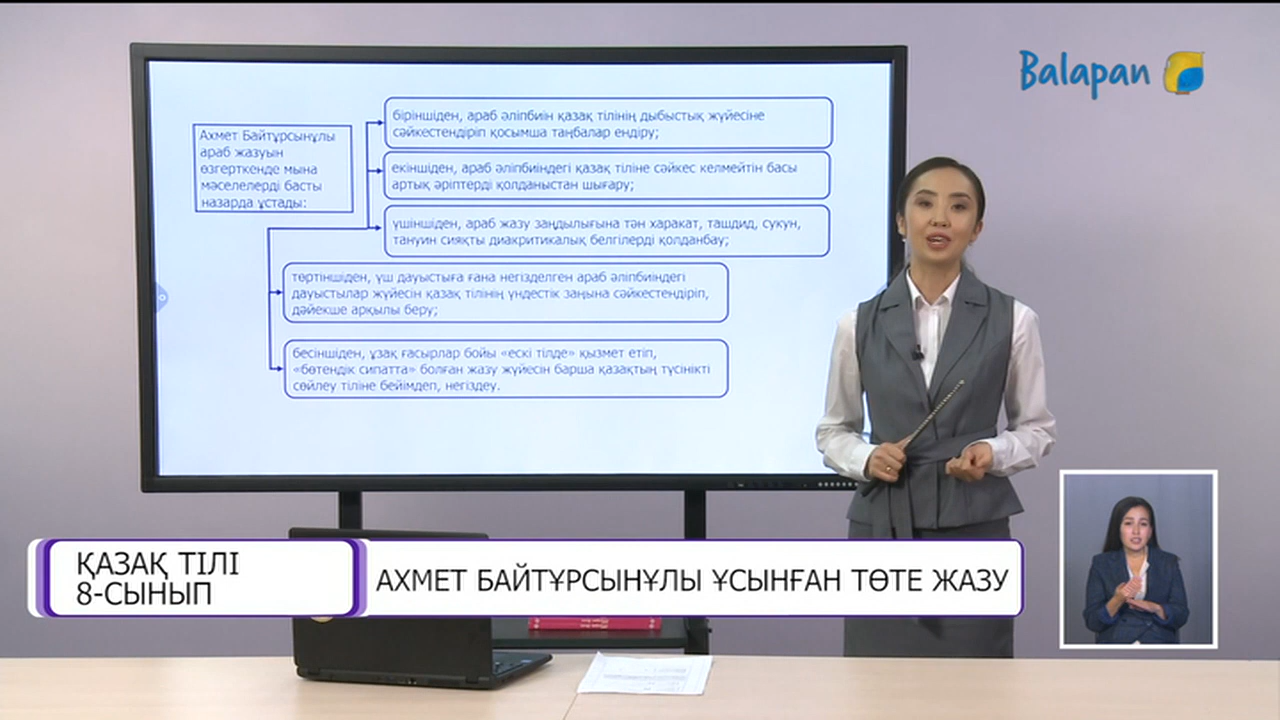 Balapan
Ахмет Байтұрсынұлы
араб жазуын
өзгерткенде мына
мәселелерді басты
назарда ұстады:
біріншіден, араб әліпбиін қазақ тілінің дыбыстық жүйесіне
сәйкестендіріп қосымша таңбалар ендіру;
екіншіден, араб әліпбиіндегі қазақ тіліне сәйкес келмейтін басы
артық әріптерді қолданыстан шығару;
үшіншіден, араб жазу заңдылығына тән харакат, ташдид, сукун,
тануин сияқты диакритикалық белгілерді қолданбау;
төртіншіден, үш дауыстыға ғана негізделген араб әліпбиіндегі
дауыстылар жүйесін қазақ тілінің үндестік заңына сәйкестендіріп,
дәйекше арқылы беру;
бесіншіден, ұзақ ғасырлар бойы «ескі тілде» қызмет етіп,
«бөтендік сипатта» болған жазу жүйесін барша қазақтың түсінікті
сөйлеу тіліне бейімдеп, негіздеу.
ҚАЗАҚ ТІЛІ
8-СЫНЫП
АХМЕТ БАЙТҰРСЫНҰЛЫ ҰСЫНҒАН ТӨТЕ ЖАЗУ